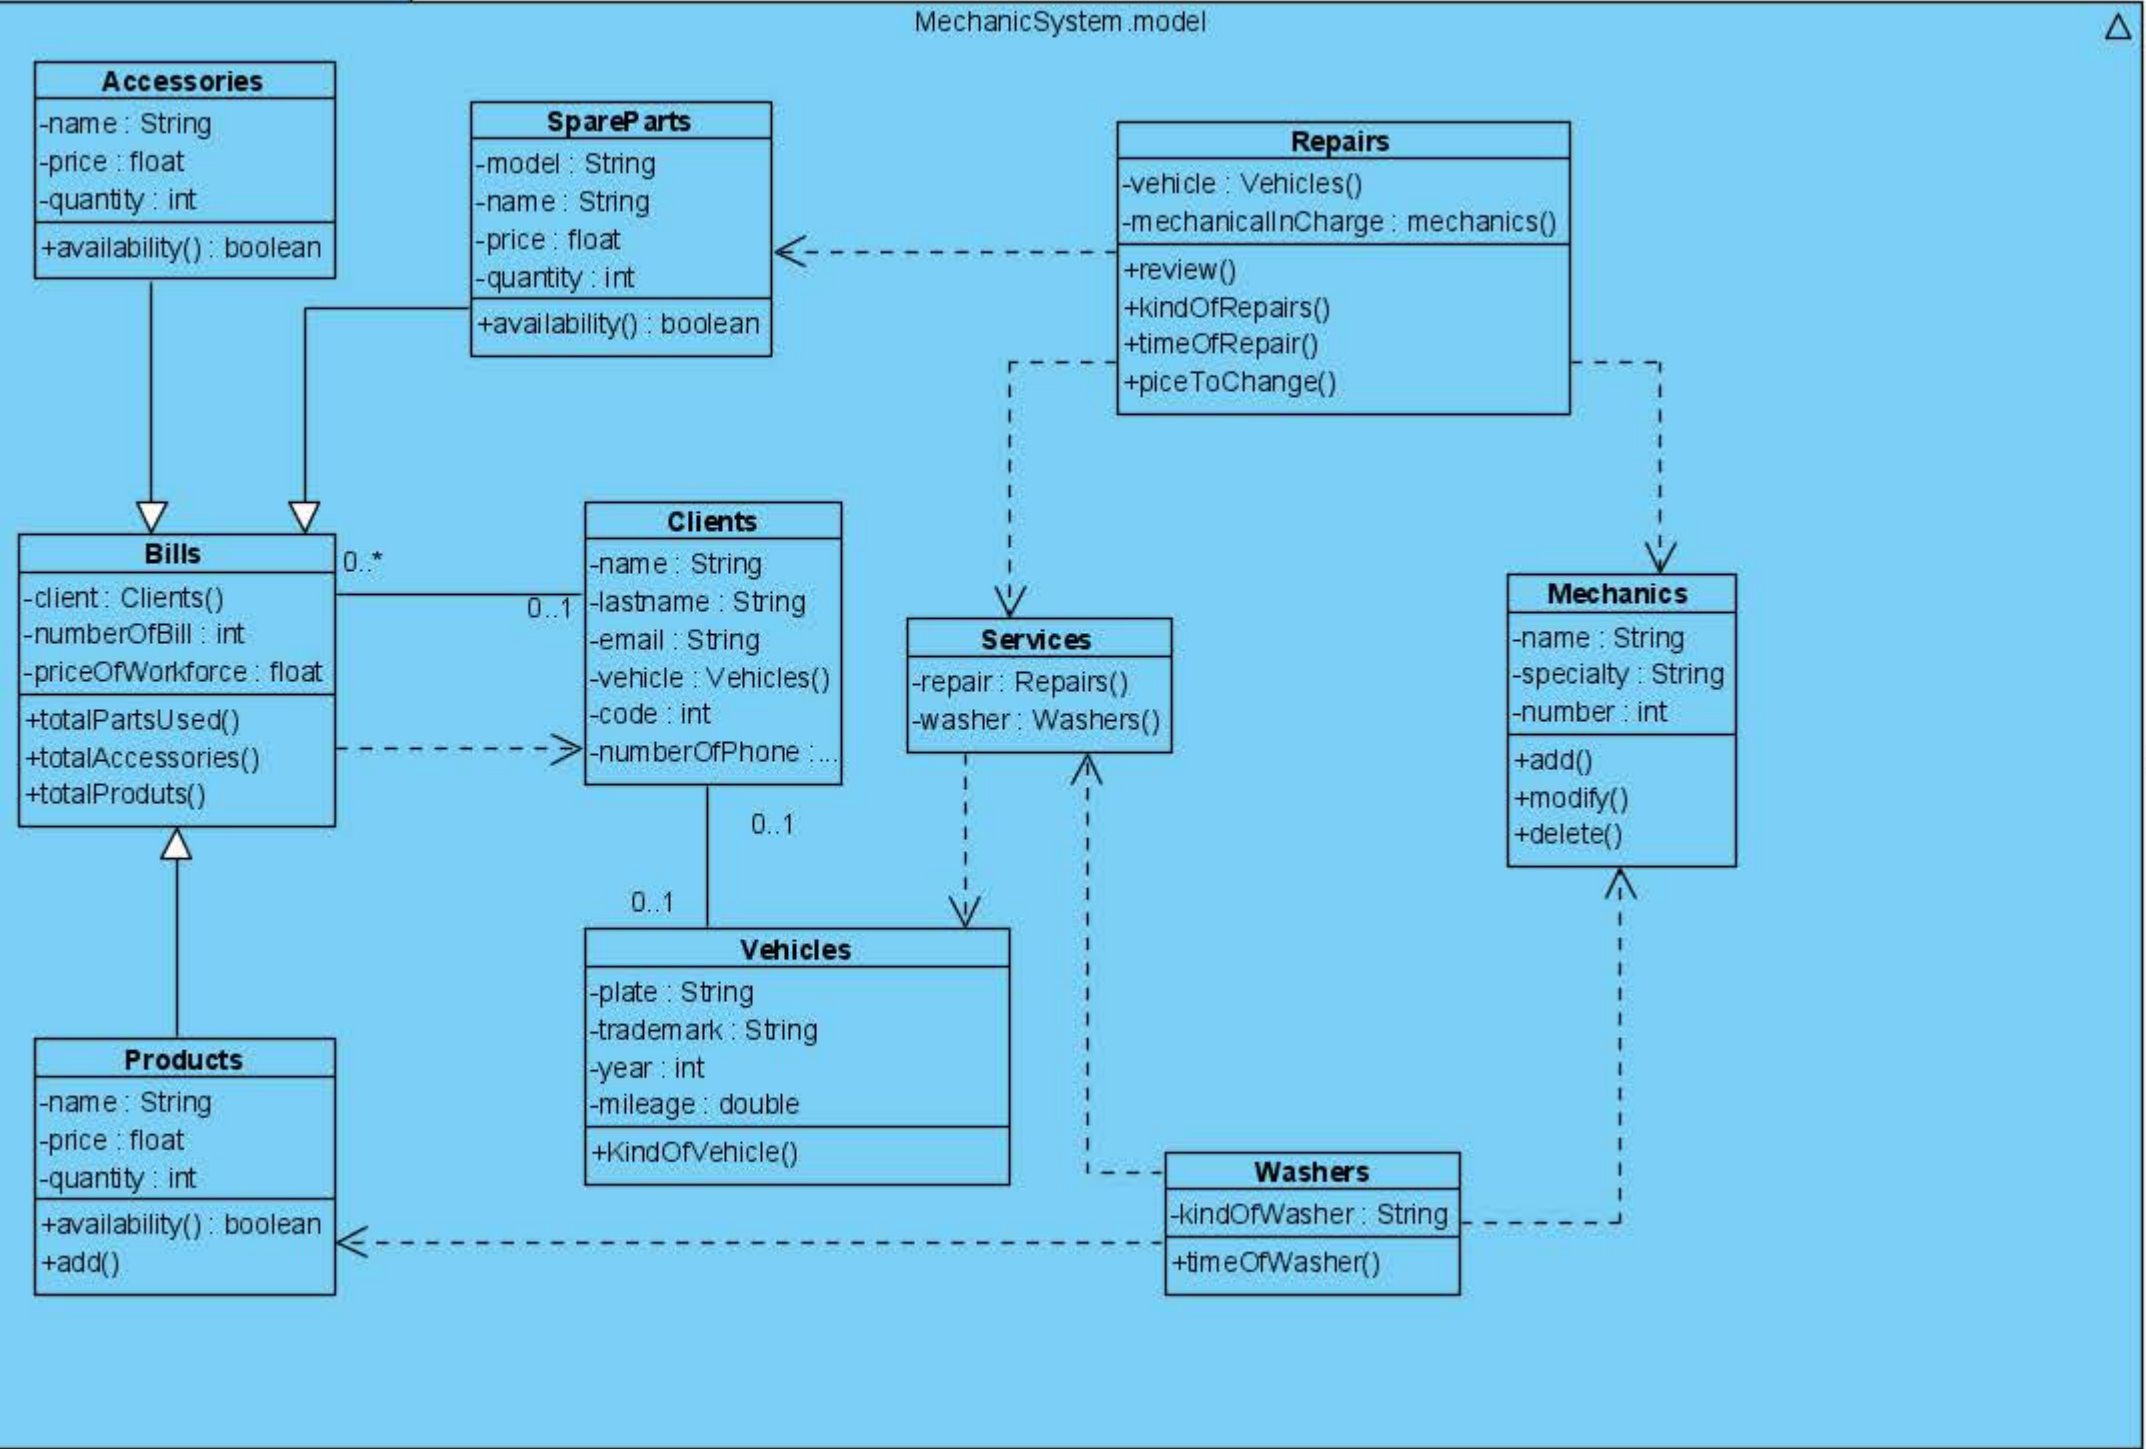 MechanicSystem.model
Accessories
-name : String
-price : float
-quantity : int
+availability() : boolean
SpareParts
-model : String
-name : String
-price : float
-quantity : int
+availability() : boolean
Repairs
-vehicle : Vehicles()
-mechanicalInCharge : mechanics()
+review()
+kindOfRepairs()
+timeOfRepair()
+piceToChange()
Bills
-client : Clients()
-numberOfBill : int
-priceOfWorkforce : float
+totalPartsUsed()
+totalAccessories()
+totalProduts()
0..*
0..1
Clients
-name : String
-lastname : String
-email : String
-vehicle : Vehicles()
-code : int
-numberOfPhone :...
Services
-repair : Repairs()
-washer : Washers()
Mechanics
-name : String
-specialty : String
-number : int
+add()
+modify()
+delete()
0..1
0..1
Vehicles
-plate : String
-trademark : String
-year : int
-mileage : double
+KindOfVehicle()
Products
-name : String
-price : float
-quantity : int
+availability() : boolean
+add()
Washers
-kindOfWasher : String
+timeOfWasher()